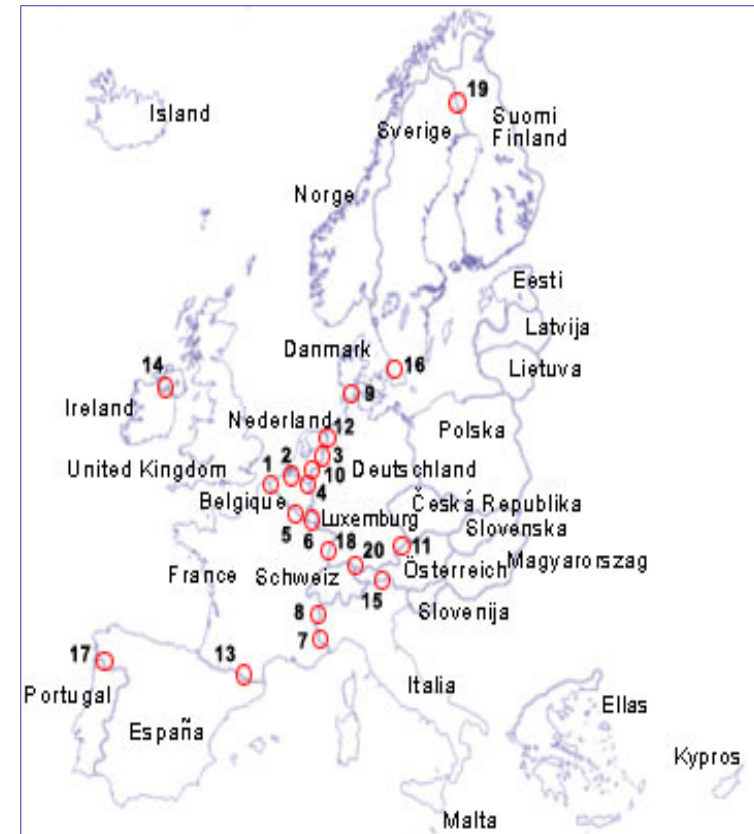 19
Island
Suomi
Sverige
Finland
Norge
Eesti
Latvija
Danmark
16
Lietuva
14
9
Ireland
Nederland
12
Polska
3
2
United Kingdom
1
10
Deutschland
4
Belgique
Česká Republika
Luxemburg
5
Slovenska
6
18
11
20
Magyarorszag
France
Schweiz
Österreich
15
Slovenija
8
7
17
13
Portugal
Italia
España
Ellas
Kypros
Malta